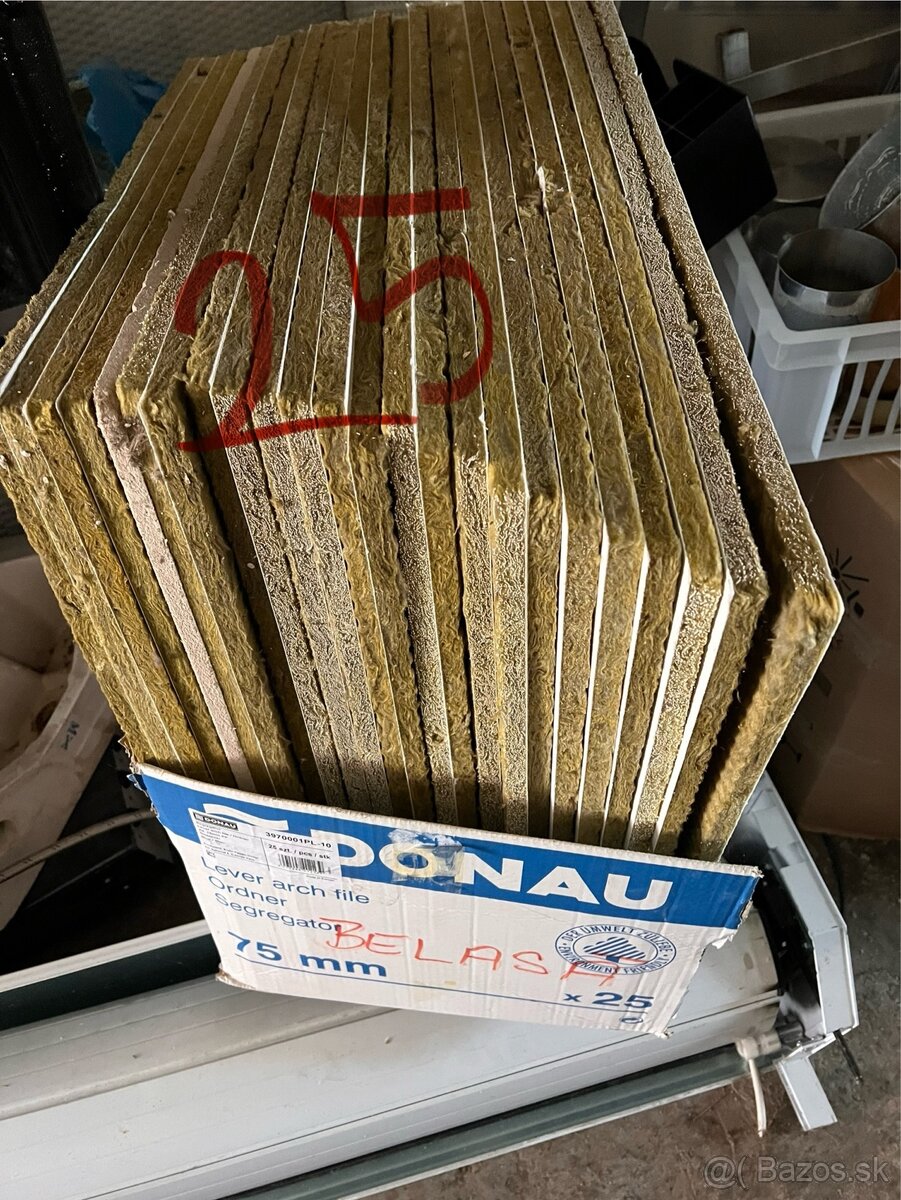 25
DONAU
DONAU
3970001PL-10
25 szt. / pcs / stk
Lever arch file
Ordner
Segregator
BELAS
75 mm
x 25
@( Bazos.sk